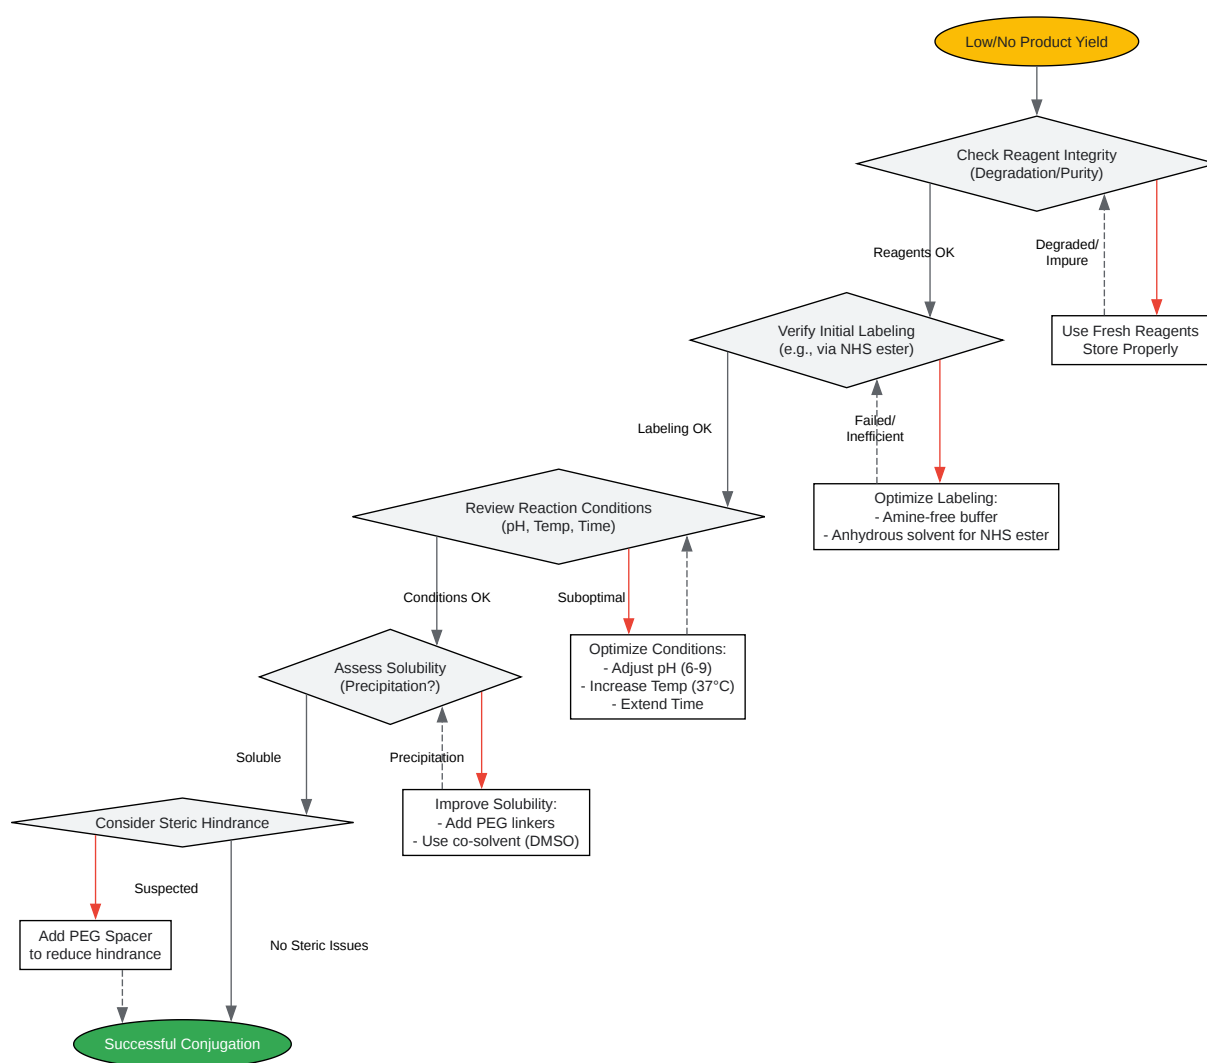 Low/No Product Yield
Check Reagent Integrity
(Degradation/Purity)
Reagents OK
Degraded/
Impure
Verify Initial Labeling
(e.g., via NHS ester)
Use Fresh Reagents
Store Properly
Labeling OK
Failed/
Inefficient
Review Reaction Conditions
(pH, Temp, Time)
Optimize Labeling:
- Amine-free buffer
- Anhydrous solvent for NHS ester
Conditions OK
Suboptimal
Assess Solubility
(Precipitation?)
Optimize Conditions:
- Adjust pH (6-9)
- Increase Temp (37°C)
- Extend Time
Soluble
Precipitation
Consider Steric Hindrance
Improve Solubility:
- Add PEG linkers
- Use co-solvent (DMSO)
Suspected
Add PEG Spacer
to reduce hindrance
No Steric Issues
Successful Conjugation